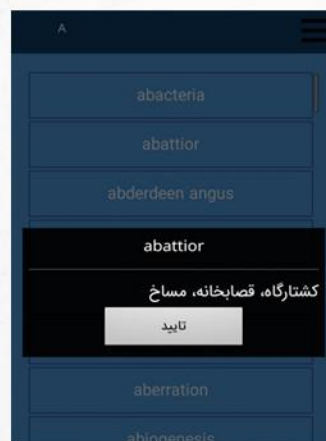 A
abacteria
abattior
abderdeen angus
abattior
کشتارگاه، قصابخانه، مساخ
تایید
aberration
abiogenesis